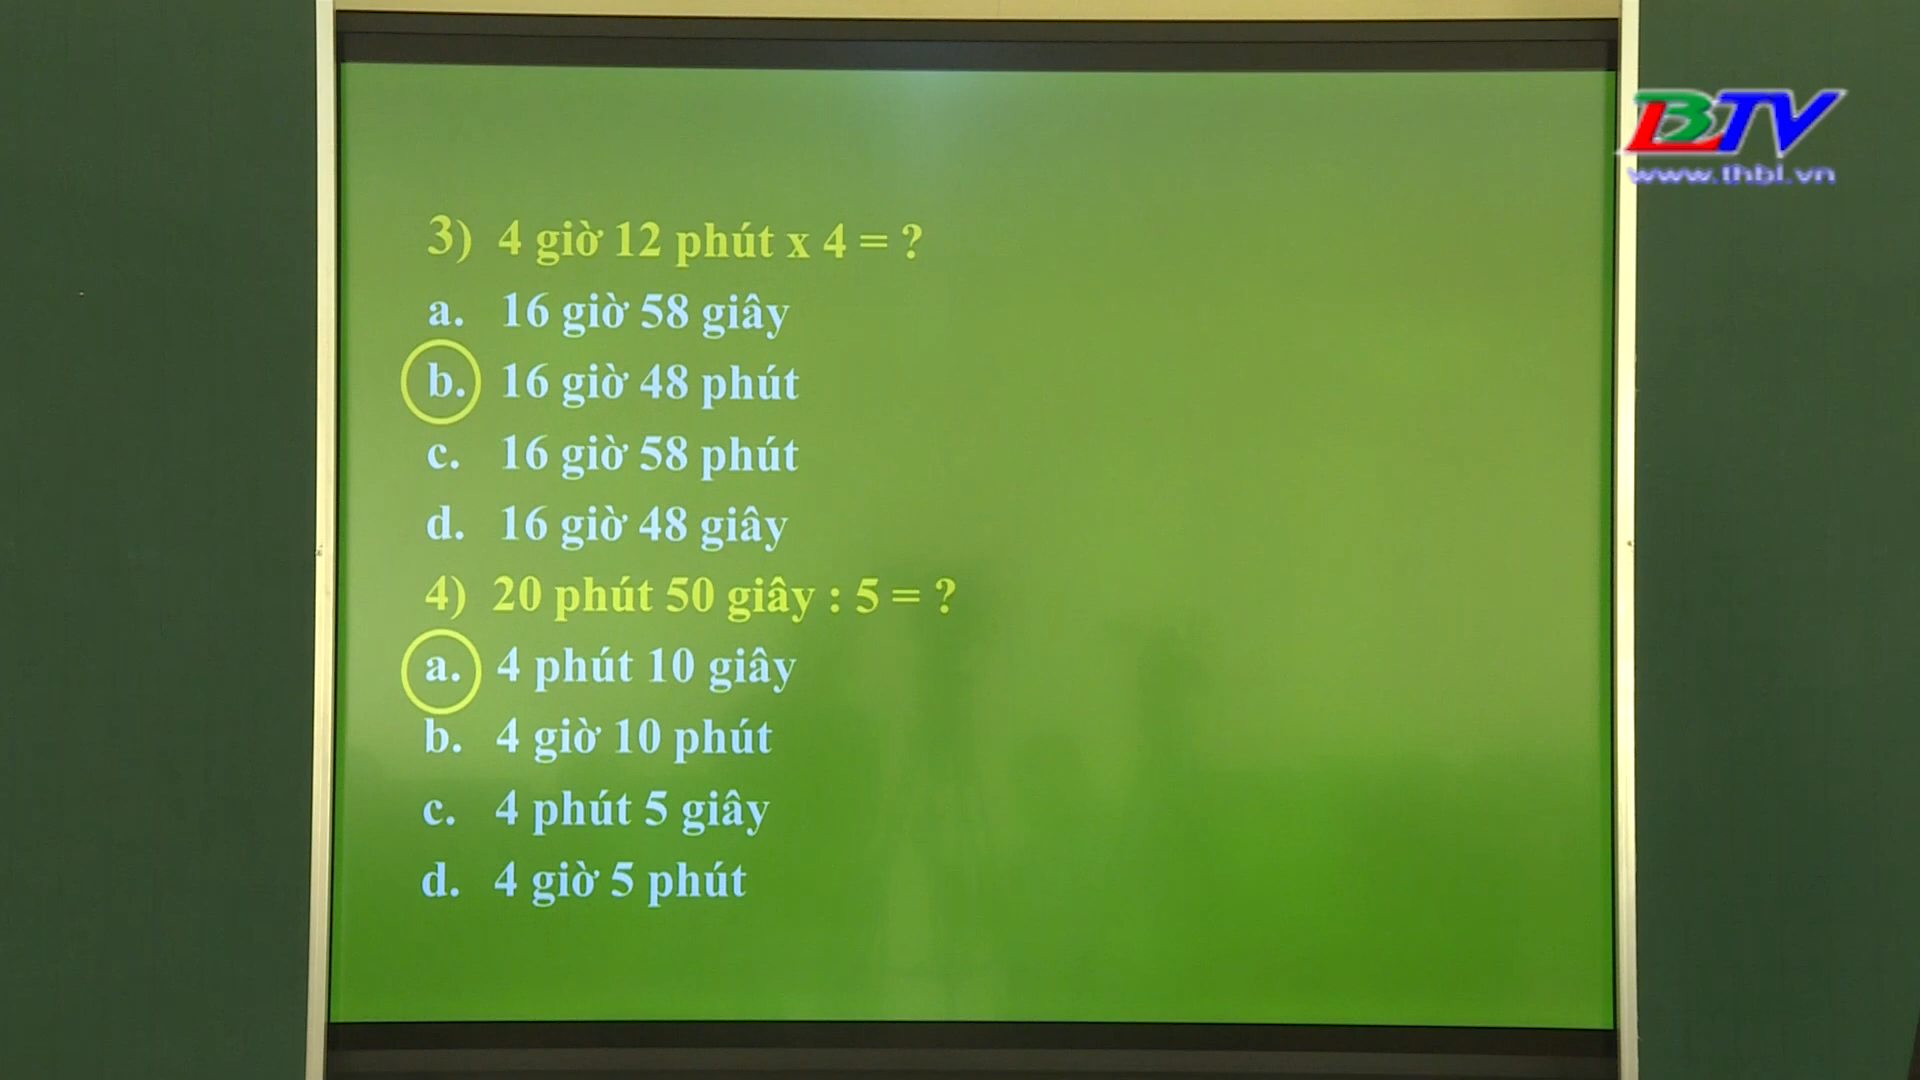 BTV
www.thbl.vn
3) 4 giờ 12 phút x 4 = ?
a. 16 giờ 58 giây
b. 16 giờ 48 phút
c. 16 giờ 58 phút
d. 16 giờ 48 giây
4) 20 phút 50 giây : 5 = ?
a. 4 phút 10 giây
b. 4 giờ 10 phút
c. 4 phút 5 giây
d. 4 giờ 5 phút